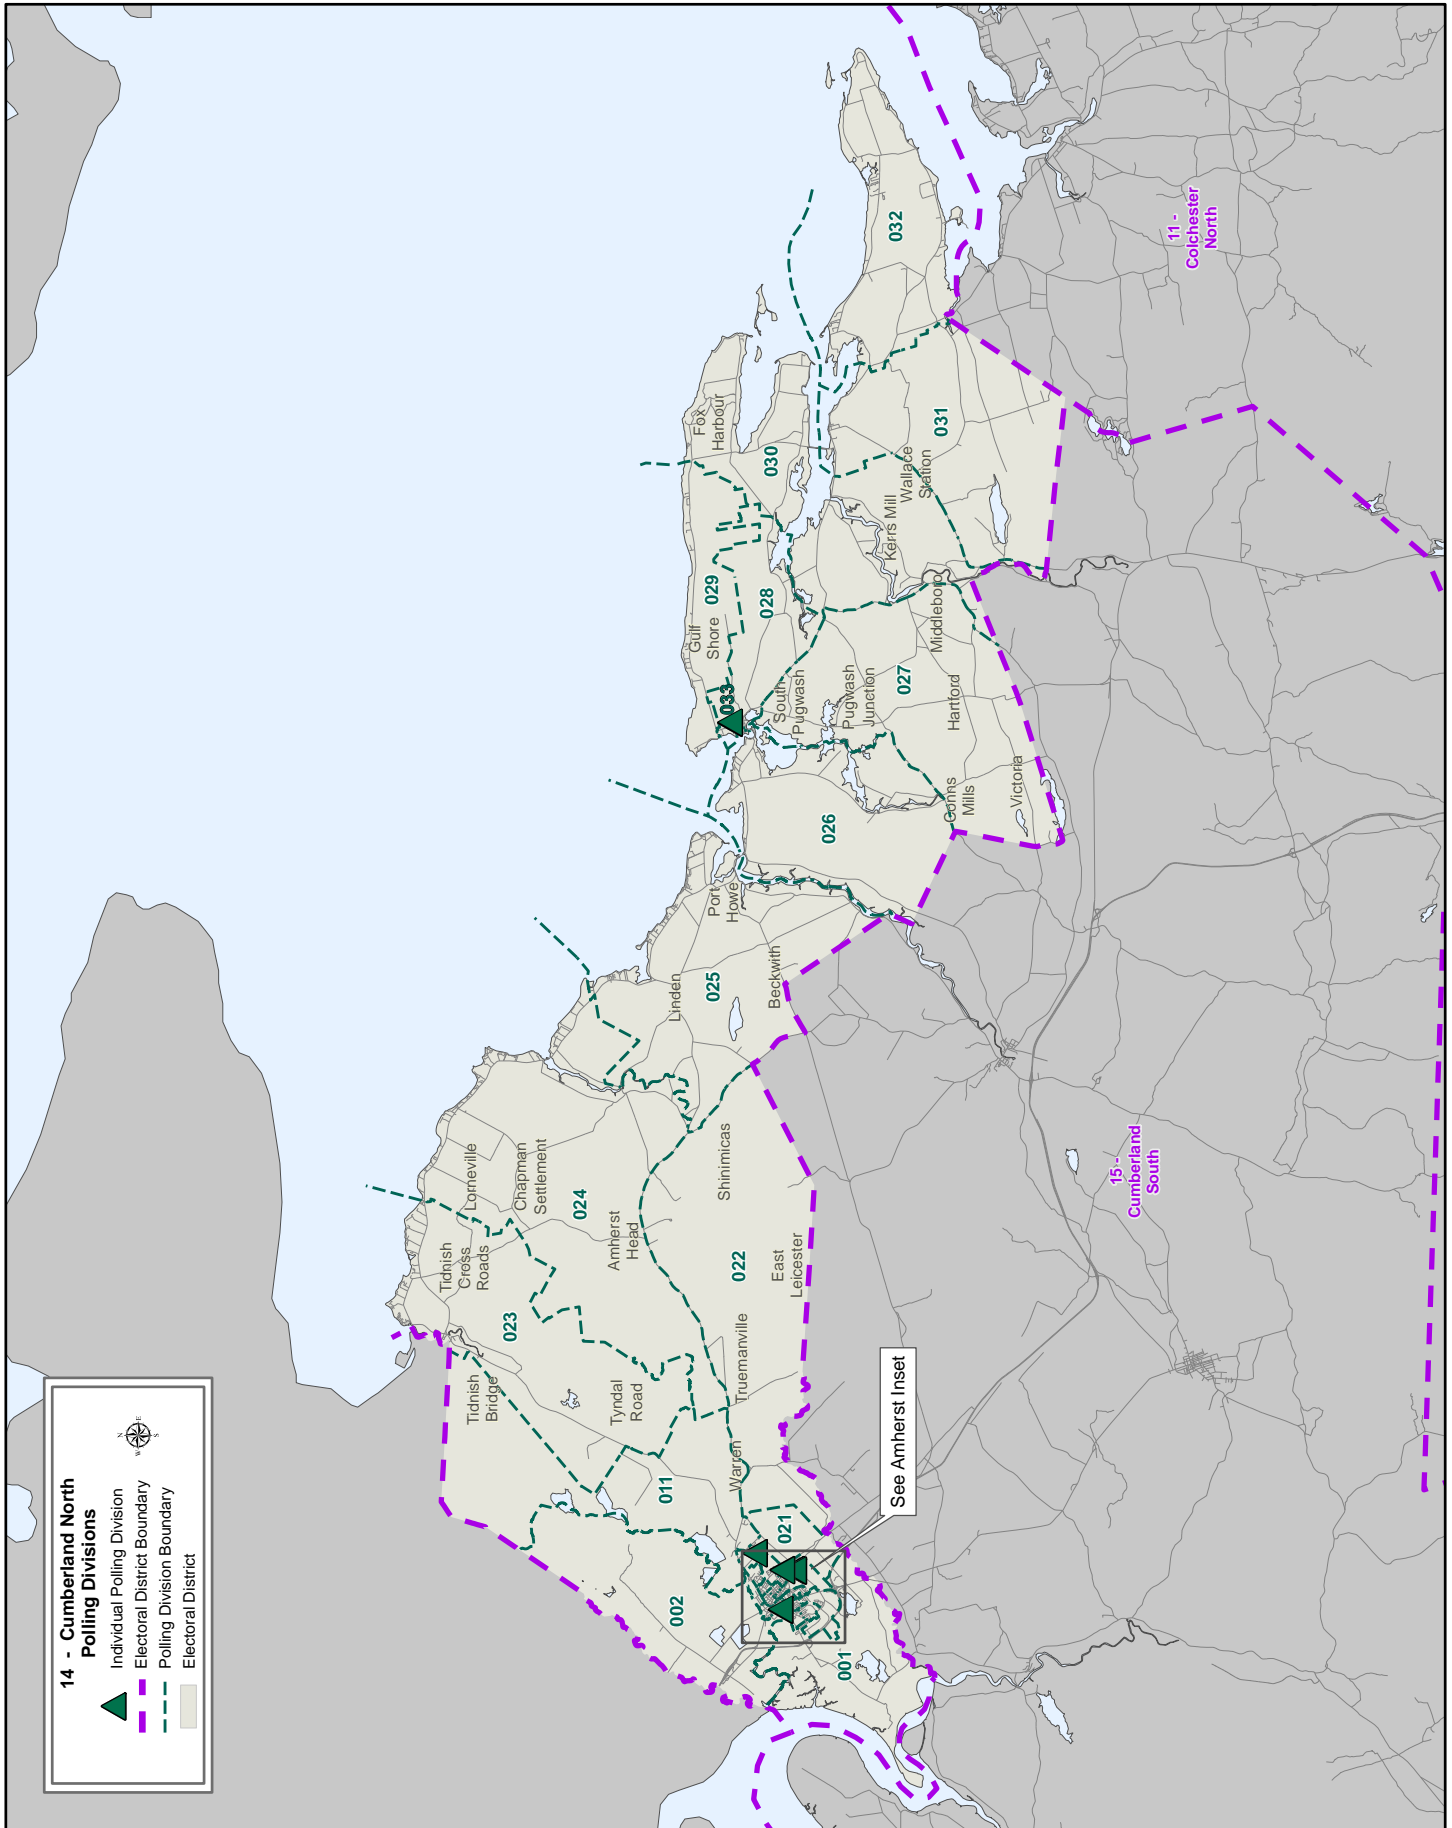 14 - Cumberland North
Polling Divisions
Individual Polling Division
Electoral District Boundary
Polling Division Boundary
Electoral District
N
E
S
W
Tidnish
Bridge
Tidnish
Cross
Roads
Lorneville
Chapman
Settlement
024
023
Amherst
Head
Tyndal
Road
011
002
001
021
Warren
Truemanville
022
East
Leicester
Shinimicas
See Amherst Inset
Linden
025
Beckwith
Port
Howe
026
Conns
Mills
Victoria
Hartford
027
Middleboro
Pugwash
Junction
South
Pugwash
033
Gulf
Shore
029
028
Fox
Harbour
030
Kerrs Mill
Wallace
Station
031
032
11 -
Colchester
North
15 -
Cumberland
South